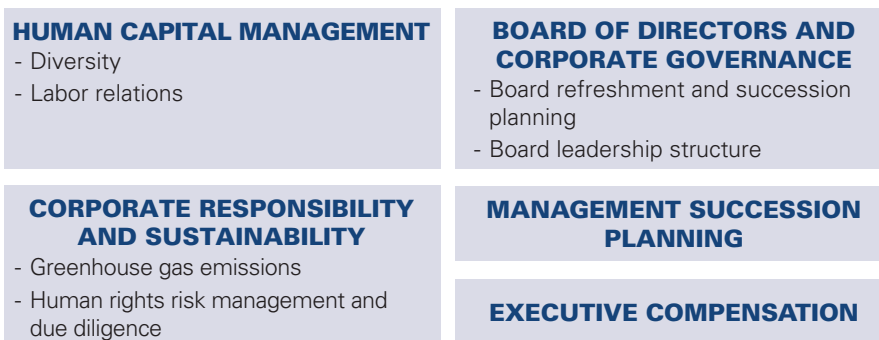 HUMAN CAPITAL MANAGEMENT
- Diversity
- Labor relations
BOARD OF DIRECTORS AND
CORPORATE GOVERNANCE
- Board refreshment and succession
planning
- Board leadership structure
CORPORATE RESPONSIBILITY
AND SUSTAINABILITY
- Greenhouse gas emissions
- Human rights risk management and
due diligence
MANAGEMENT SUCCESSION
PLANNING
EXECUTIVE COMPENSATION